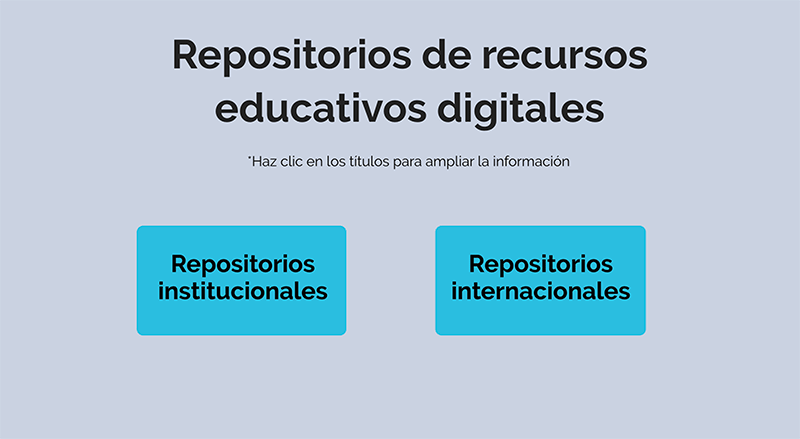 Repositorios de recursos
educativos digitales
*Haz clic en los títulos para ampliar la información
Repositorios
institucionales
Repositorios
internacionales